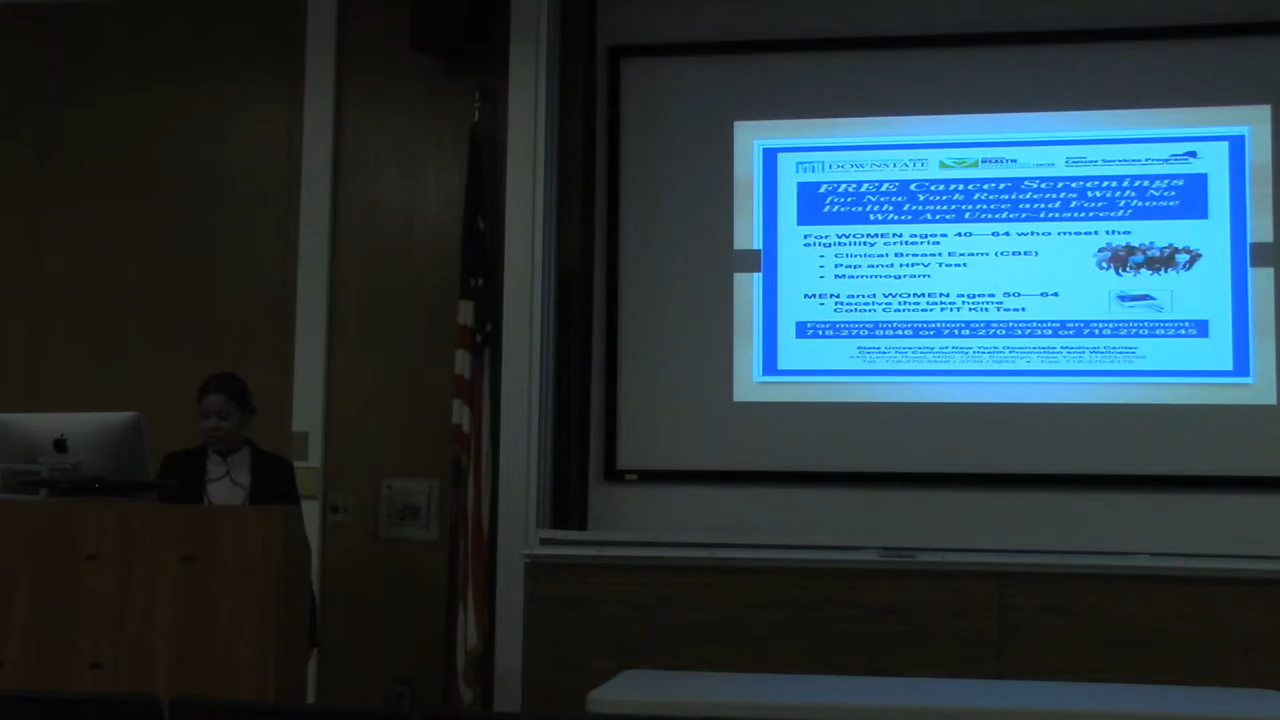 DOWNSTATE
HEALTH
Cancer Services Program
FREE Cancer Screenings
for New York Residents With No
Health Insurance and For Those
Who Are Under-insured!
For WOMEN ages 40—64 who meet the
eligibility criteria
• Clinical Breast Exam (CBE)
• Pap and HPV Test
• Mammogram
MEN and WOMEN ages 50—64
• Receive the take home
Colon Cancer FIT Kit Test
For more information or schedule an appointment:
718-270-8846 or 718-270-3739 or 718-270-8245
State University of New York Downstate Medical Center
Center for Community Health Promotion and Wellness